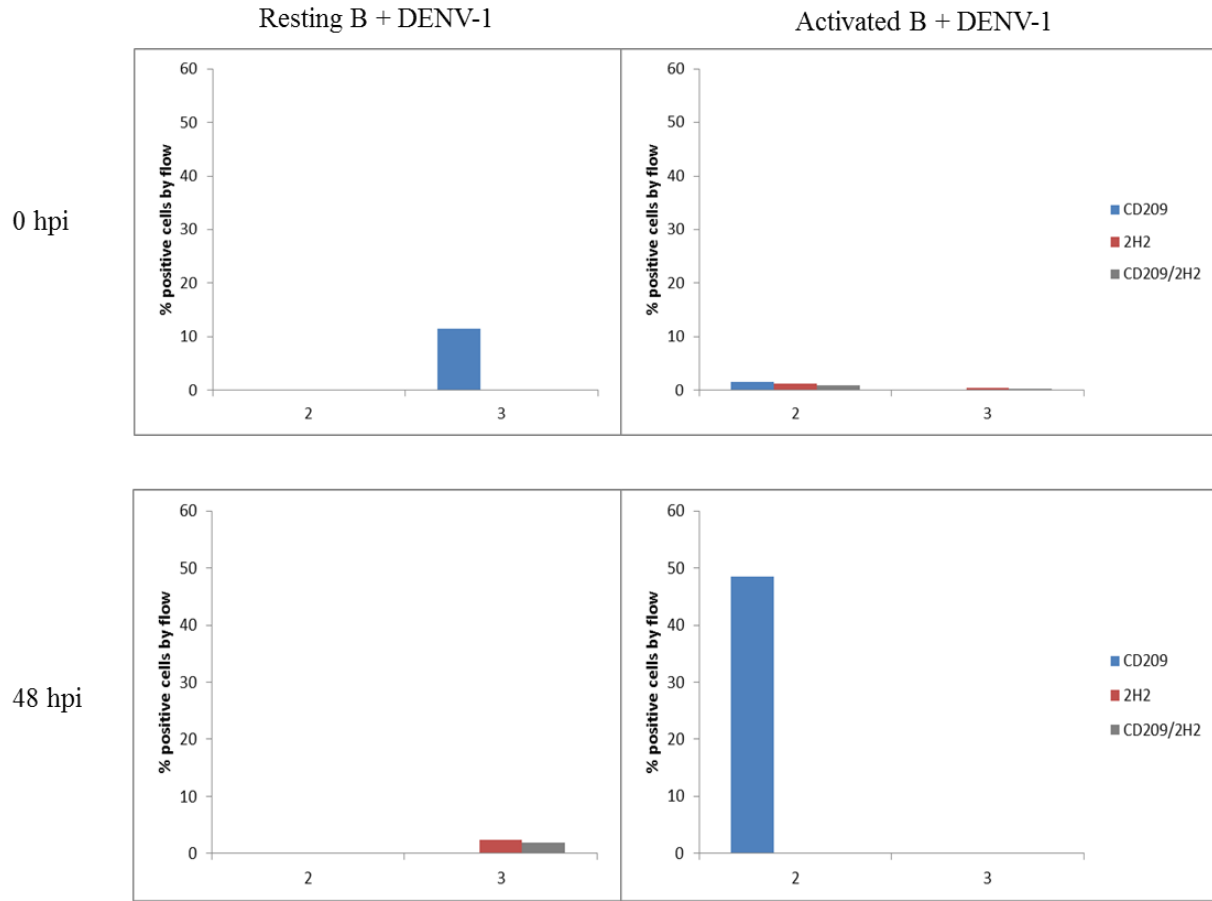 Resting B + DENV-1
Activated B + DENV-1
0 hpi
% positive cells by flow
60
50
40
30
20
10
0
2
3
% positive cells by flow
60
50
40
30
20
10
0
2
3
CD209
2H2
CD209/2H2
48 hpi
% positive cells by flow
60
50
40
30
20
10
0
2
3
% positive cells by flow
60
50
40
30
20
10
0
2
3
CD209
2H2
CD209/2H2